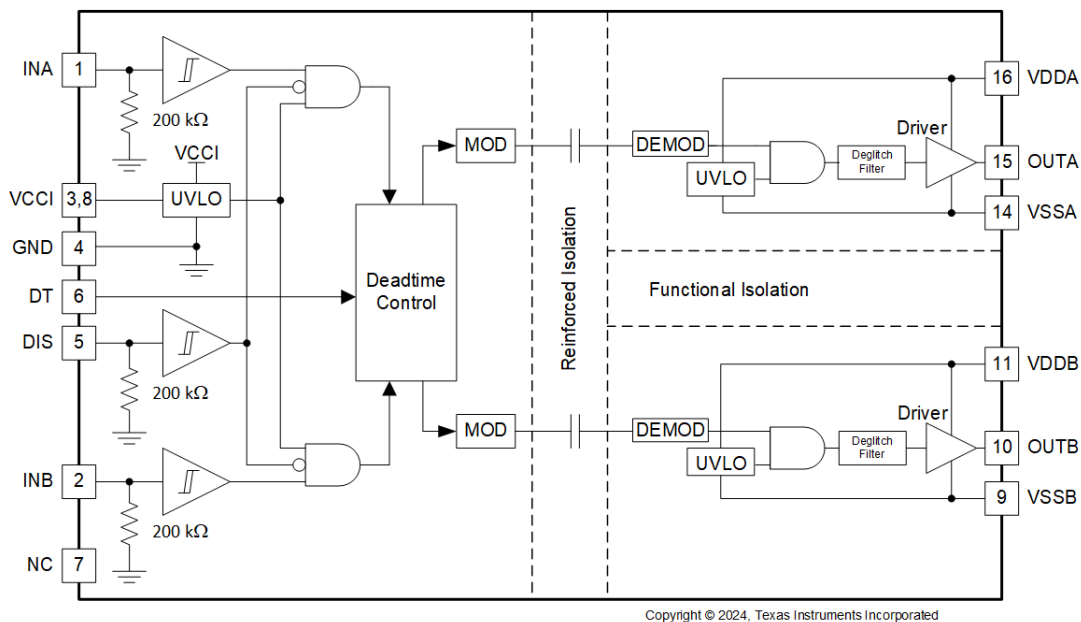 INA
1
200 kΩ
VCCI
VCCI
3,8
UVLO
GND
4
DT
6
DIS
5
200 kΩ
INB
2
200 kΩ
NC
7
Deadtime
Control
MOD
MOD
Reinforced Isolation
DEMOD
UVLO
Deglitch
Filter
Driver
16
VDDA
15
OUTA
14
VSSA
Functional Isolation
DEMOD
UVLO
Deglitch
Filter
Driver
11
VDDB
10
OUTB
9
VSSB
Copyright © 2024, Texas Instruments Incorporated